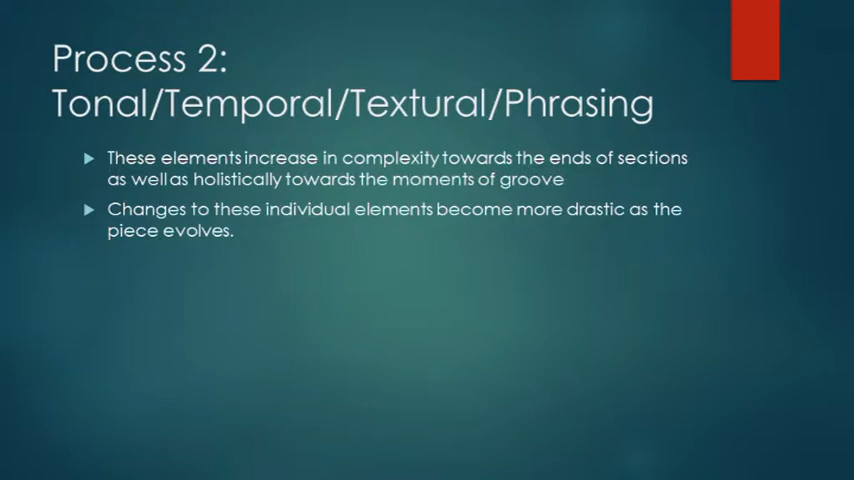 Process 2:
Tonal/Temporal/Textural/Phrasing
These elements increase in complexity towards the ends of sections
as well as holistically towards the moments of groove
Changes to these individual elements become more drastic as the
piece evolves.